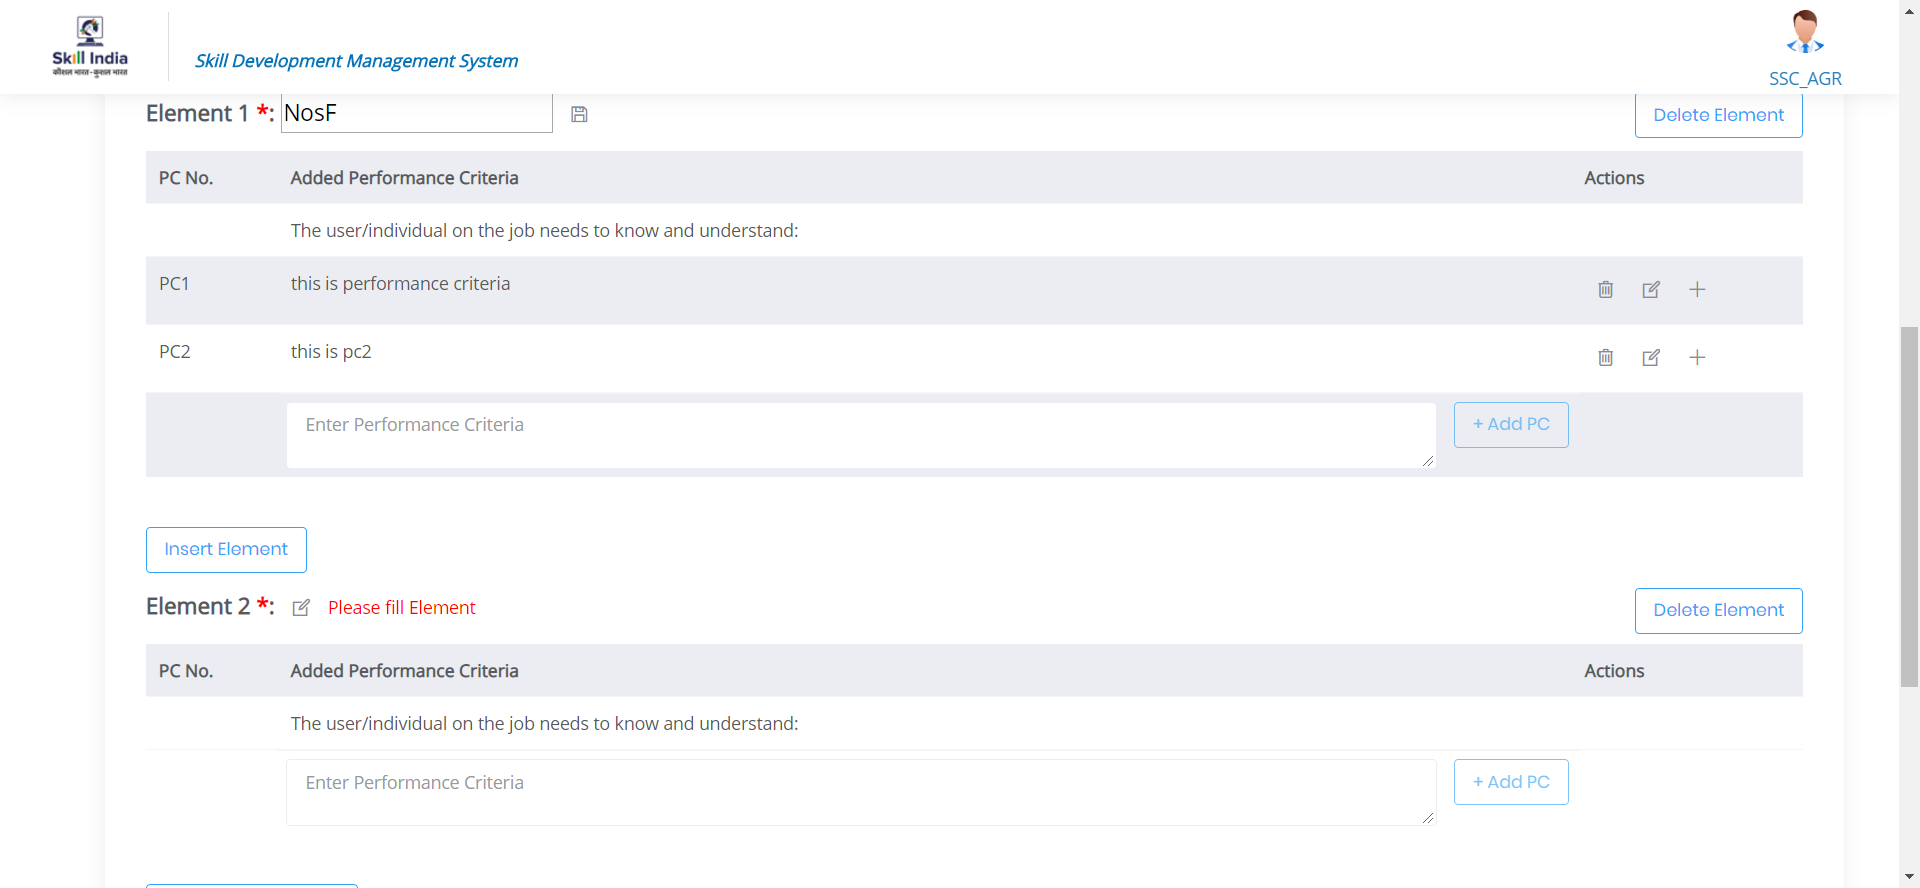 Skill India
कौशल भारत-कुशल भारत
Skill Development Management System
SSC_AGR
Element 1 *: NosF
Delete Element
PC No. Added Performance Criteria Actions
The user/individual on the job needs to know and understand:
PC1 this is performance criteria
PC2 this is pc2
Enter Performance Criteria
+ Add PC
Insert Element
Element 2 *: Please fill Element
Delete Element
PC No. Added Performance Criteria Actions
The user/individual on the job needs to know and understand:
Enter Performance Criteria
+ Add PC